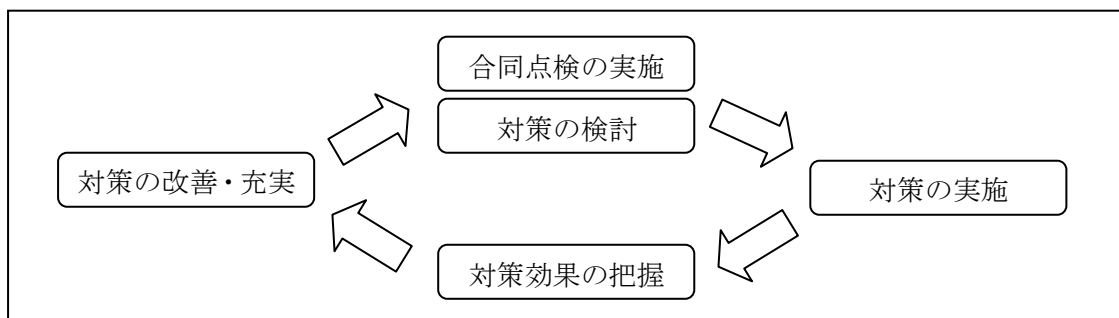 合同点検の実施
対策の検討
対策の改善・充実
対策の実施
対策効果の把握